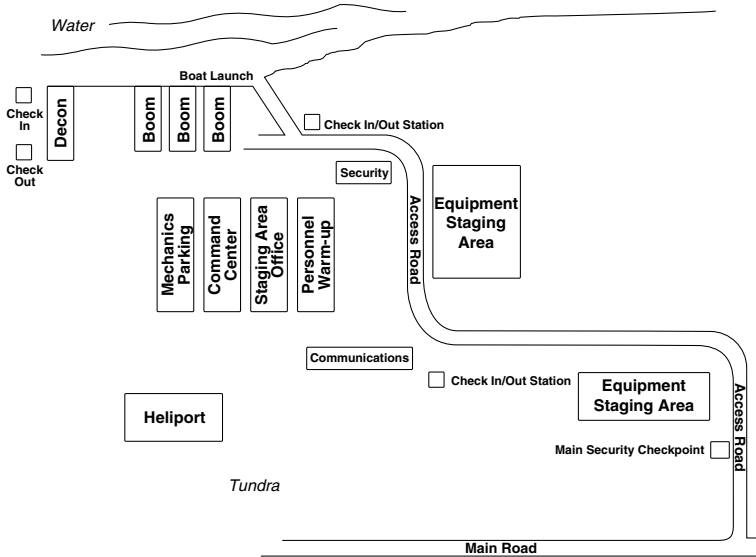 Water
Boat Launch
Check
In
Decon
Boom
Boom
Boom
Check In/Out Station
Check
Out
Security
Equipment
Staging
Area
Access Road
Mechanics
Parking
Command
Center
Staging Area
Office
Personnel
Warm-up
Communications
Check In/Out Station
Equipment
Staging Area
Access Road
Heliport
Main Security Checkpoint
Tundra
Main Road